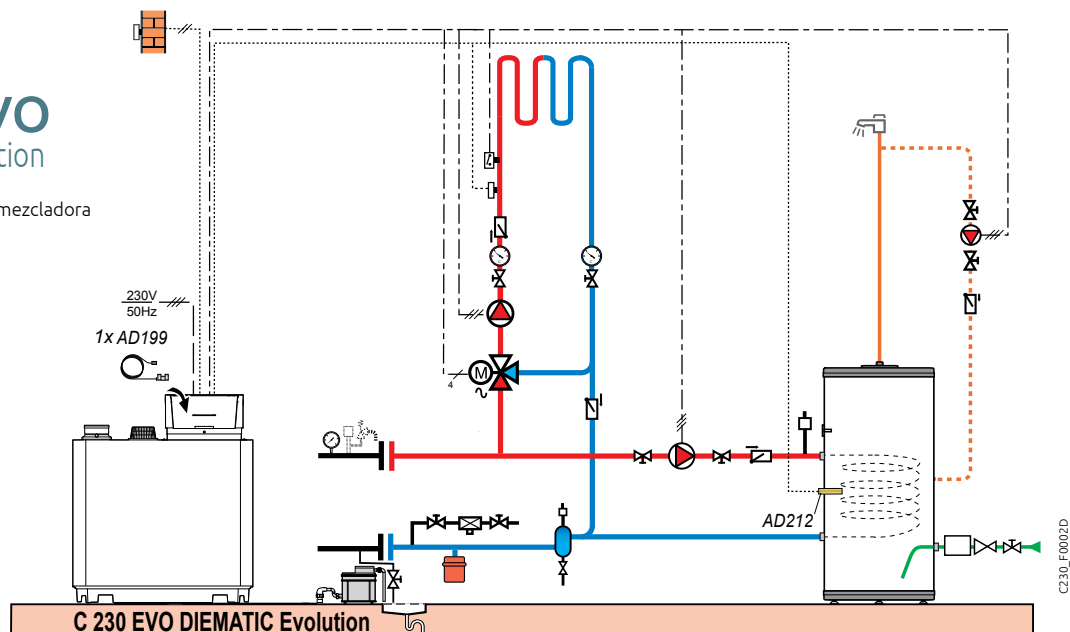 vo
tion
mezcladora
230V
50Hz
1x AD199
M
4
AD212
C230_F0002D
C 230 EVO DIEMATIC Evolution